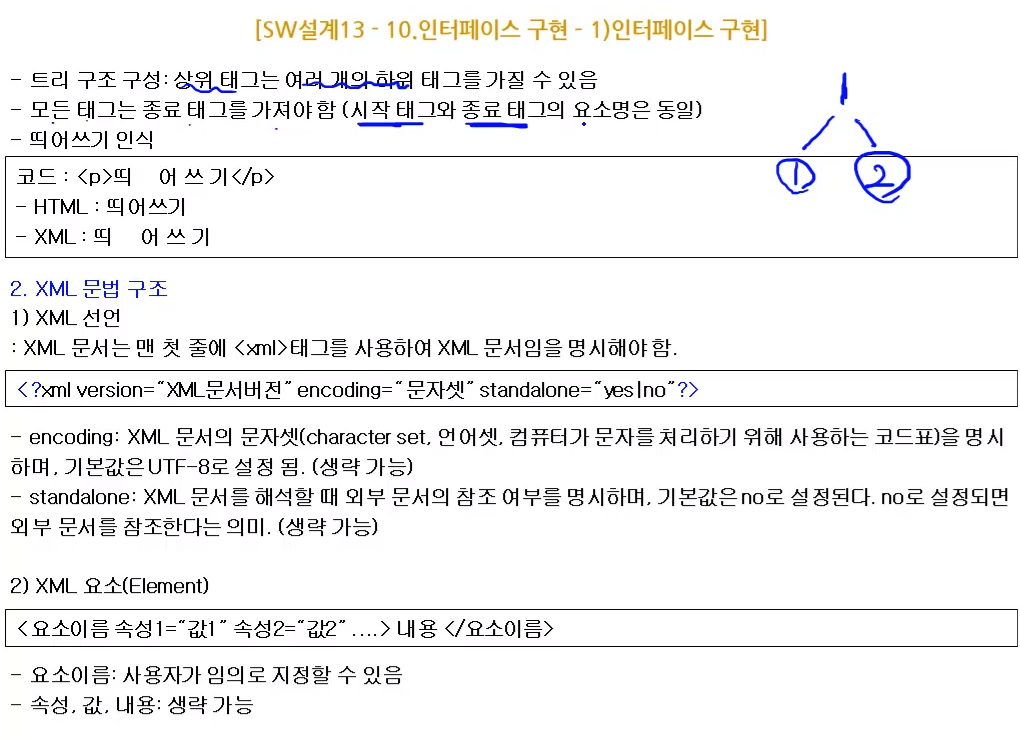 [SW설계13 - 10.인터페이스 구현 - 1)인터페이스 구현]
- 트리 구조 구성: 상위 태그는 여러 개의 하위 태그를 가질 수 있음
- 모든 태그는 종료 태그를 가져야 함 (시작 태그와 종료 태그의 요소명은 동일)
- 띄어쓰기 인식
1
1 2
코드 : <p>띄 어 쓰 기</p>
- HTML : 띄어쓰기
- XML : 띄 어 쓰 기
2. XML 문법 구조
1) XML 선언
: XML 문서는 맨 첫 줄에 <xml>태그를 사용하여 XML 문서임을 명시해야 함.
<?xml version="XML문서버전" encoding="문자셋" standalone="yes|no"?>
- encoding: XML 문서의 문자셋(character set, 언어셋, 컴퓨터가 문자를 처리하기 위해 사용하는 코드표)을 명시
하며, 기본값은 UTF-8로 설정 됨. (생략 가능)
- standalone: XML 문서를 해석할 때 외부 문서의 참조 여부를 명시하며, 기본값은 no로 설정된다. no로 설정되면
외부 문서를 참조한다는 의미. (생략 가능)
2) XML 요소(Element)
<요소이름 속성1="값1" 속성2="값2" ....> 내용 </요소이름>
- 요소이름: 사용자가 임의로 지정할 수 있음
- 속성, 값, 내용: 생략 가능